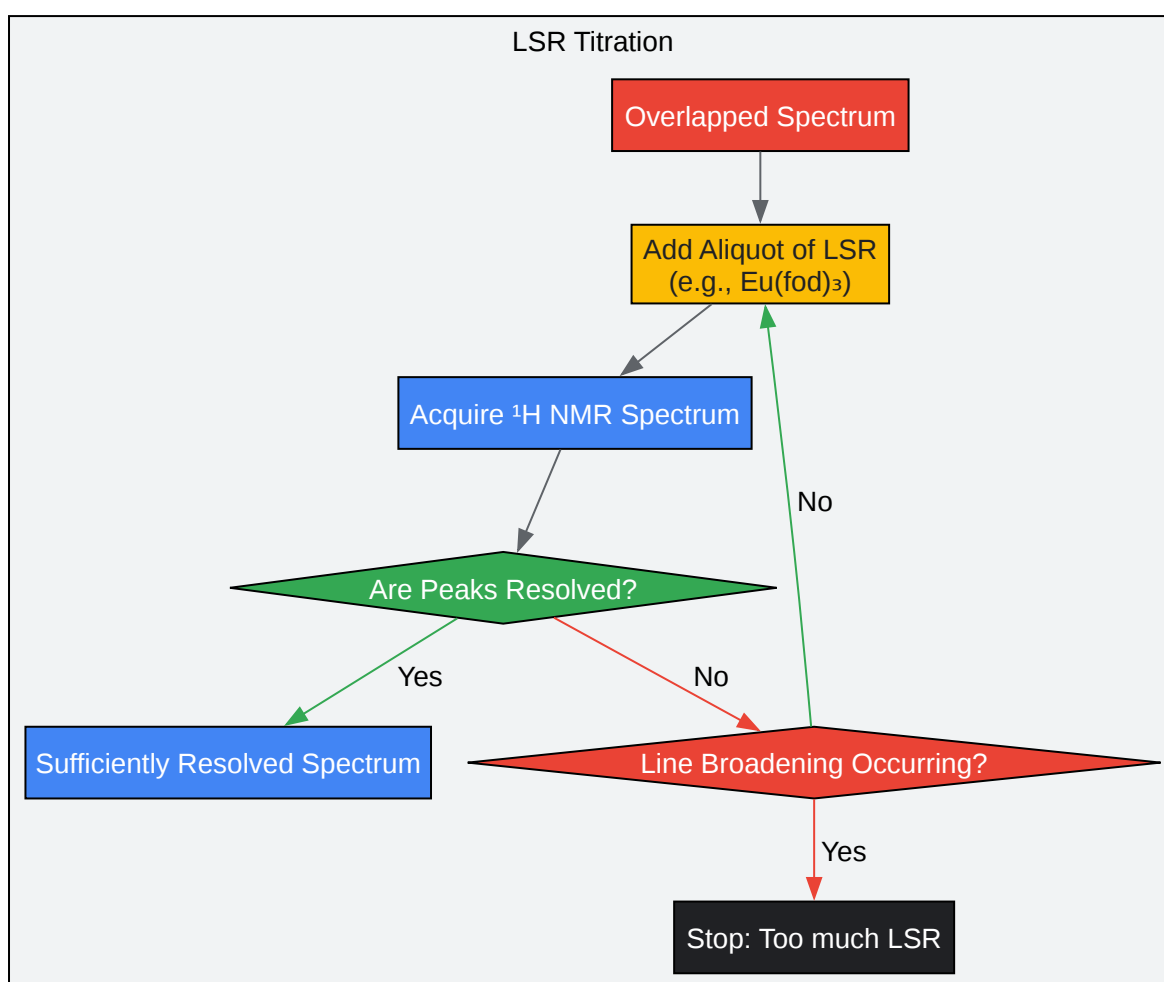 LSR Titration
Overlapped Spectrum
Add Aliquot of LSR
(e.g., Eu(fod)₃)
Acquire ¹H NMR Spectrum
No
Are Peaks Resolved?
Yes
No
Sufficiently Resolved Spectrum
Line Broadening Occurring?
Yes
Stop: Too much LSR